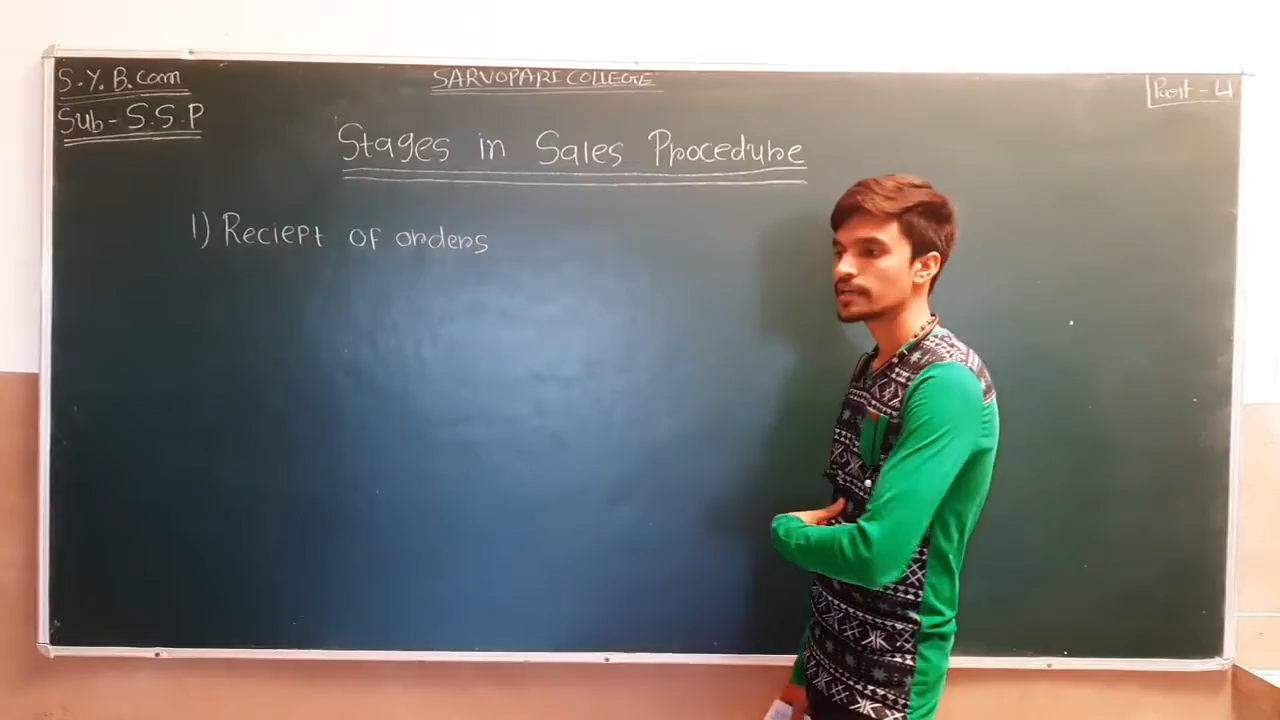 S.Y.B.com
SARVOPARI COLLEGE
Part-4
Sub-S.S.P
Stages in Sales Procedure
1) Reciept of orders